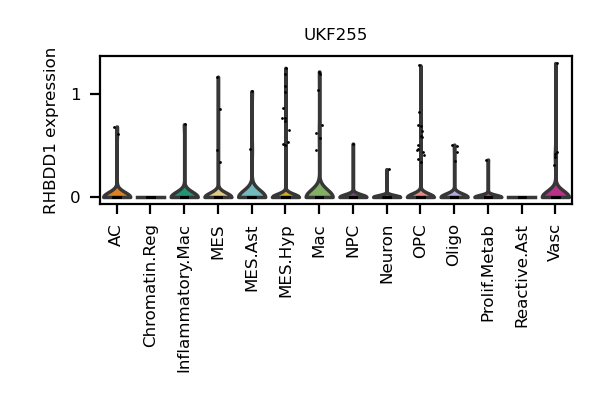 UKF255
RHBDD1 expression
1
0
AC
Chromatin.Reg
Inflammatory.Mac
MES
MES.Ast
MES.Hyp
Mac
NPC
Neuron
OPC
Oligo
Prolif.Metab
Reactive.Ast
Vasc